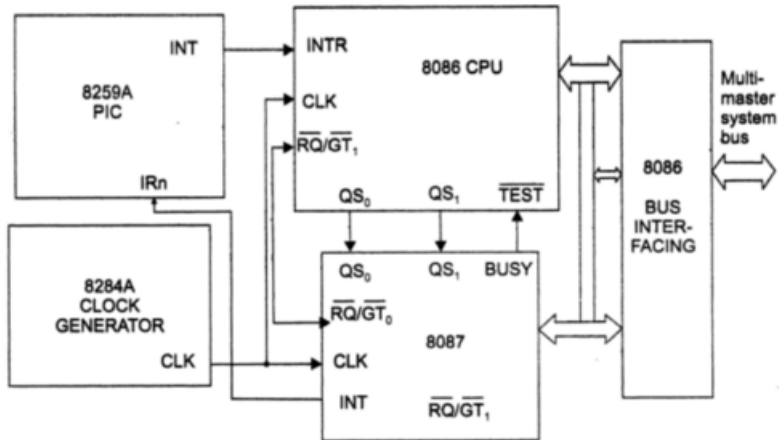 INT
8259A
PIC
IRn
8284A
CLOCK
GENERATOR
CLK
INTR
8086 CPU
CLK
RQ/GT₁
QS₀ QS₁ TEST
QS₀ QS₁ BUSY
RQ/GT₀
8087
CLK
INT RQ/GT₁
8086
BUS
INTER-
FACING
Multi-
master
system
bus